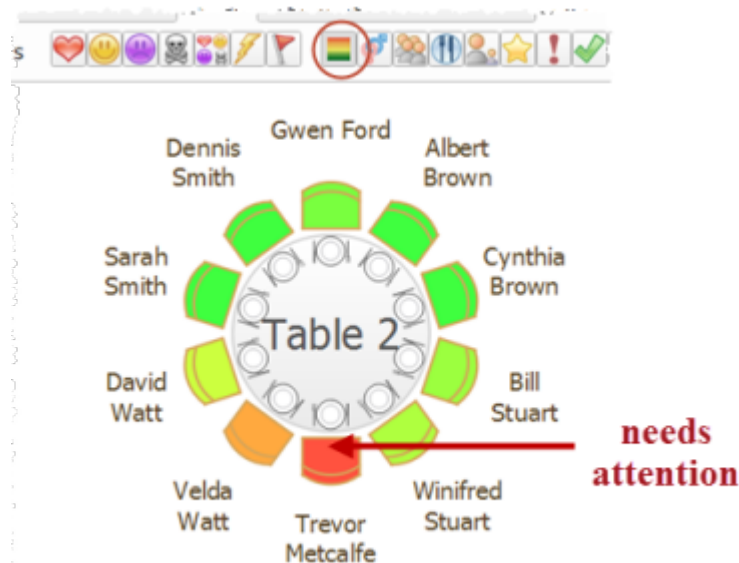 s
Gwen Ford
Dennis
Smith
Albert
Brown
Sarah
Smith
Cynthia
Brown
Table 2
David
Watt
Bill
Stuart
needs
attention
Velda
Watt
Winifred
Stuart
Trevor
Metcalfe